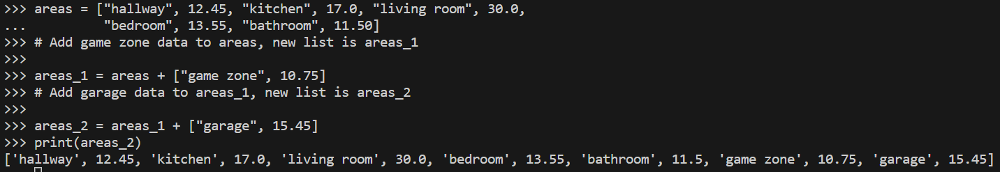 >>> areas = ["hallway", 12.45, "kitchen", 17.0, "living room", 30.0,
...          "bedroom", 13.55, "bathroom", 11.50]
>>> # Add game zone data to areas, new list is areas_1
>>>
>>> areas_1 = areas + ["game zone", 10.75]
>>> # Add garage data to areas_1, new list is areas_2
>>>
>>> areas_2 = areas_1 + ["garage", 15.45]
>>> print(areas_2)
['hallway', 12.45, 'kitchen', 17.0, 'living room', 30.0, 'bedroom', 13.55, 'bathroom', 11.5, 'game zone', 10.75, 'garage', 15.45]